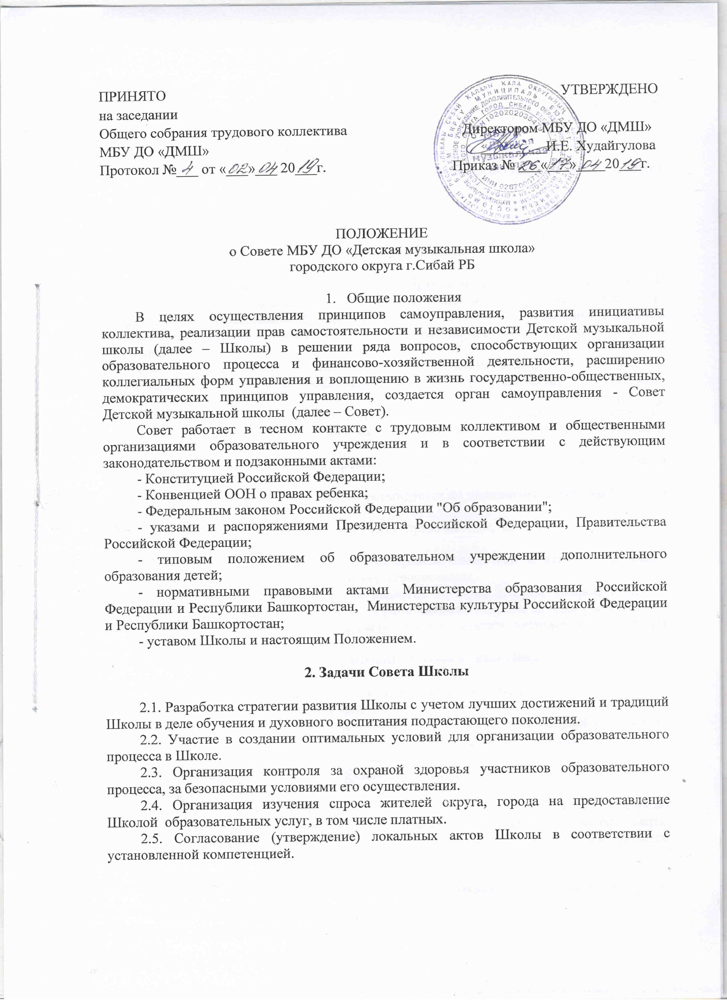 ПРИНЯТО
на заседании
Общего собрания трудового коллектива
МБУ ДО «ДМШ»
Протокол № 4 от «02» 04 2019г.
УТВЕРЖДЕНО
Директором МБУ ДО «ДМШ»
И.Е. Худайгулова
Приказ № 26 «17» 04 2019г.
ПОЛОЖЕНИЕ
о Совете МБУ ДО «Детская музыкальная школа»
городского округа г.Сибай РБ
1. Общие положения
В целях осуществления принципов самоуправления, развития инициативы
коллектива, реализации прав самостоятельности и независимости Детской музыкальной
школы (далее – Школы) в решении ряда вопросов, способствующих организации
образовательного процесса и финансово-хозяйственной деятельности, расширению
коллегиальных форм управления и воплощению в жизнь государственно-общественных,
демократических принципов управления, создается орган самоуправления - Совет
Детской музыкальной школы (далее – Совет).
Совет работает в тесном контакте с трудовым коллективом и общественными
организациями образовательного учреждения и в соответствии с действующим
законодательством и подзаконными актами:
- Конституцией Российской Федерации;
- Конвенцией ООН о правах ребенка;
- Федеральным законом Российской Федерации "Об образовании";
- указами и распоряжениями Президента Российской Федерации, Правительства
Российской Федерации;
- типовым положением об образовательном учреждении дополнительного
образования детей;
- нормативными правовыми актами Министерства образования Российской
Федерации и Республики Башкортостан, Министерства культуры Российской Федерации
и Республики Башкортостан;
- уставом Школы и настоящим Положением.
2. Задачи Совета Школы
2.1. Разработка стратегии развития Школы с учетом лучших достижений и традиций
Школы в деле обучения и духовного воспитания подрастающего поколения.
2.2. Участие в создании оптимальных условий для организации образовательного
процесса в Школе.
2.3. Организация контроля за охраной здоровья участников образовательного
процесса, за безопасными условиями его осуществления.
2.4. Организация изучения спроса жителей округа, города на предоставление
Школой образовательных услуг, в том числе платных.
2.5. Согласование (утверждение) локальных актов Школы в соответствии с
установленной компетенцией.